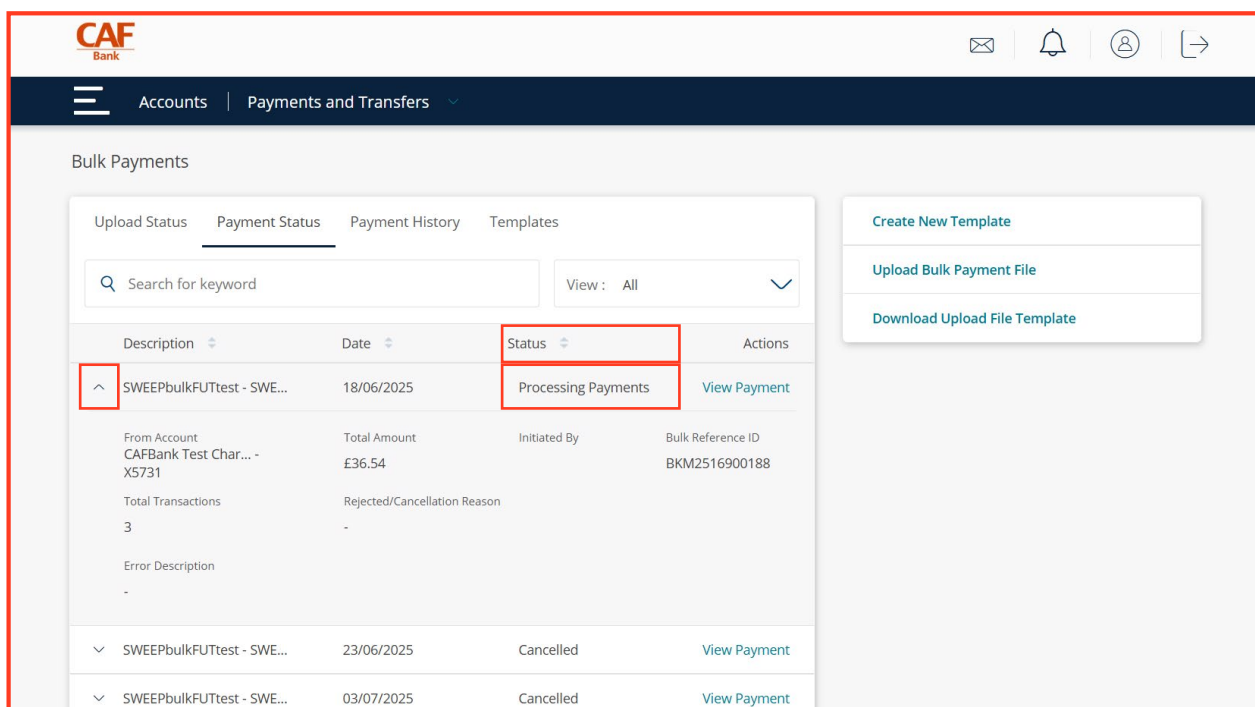 CAF
Bank
Accounts | Payments and Transfers
Bulk Payments
Upload Status Payment Status Payment History Templates
Search for keyword View : All
Description Date Status Actions
SWEEPbulkFUTtest - SWE... 18/06/2025 Processing Payments View Payment
From Account Total Amount Initiated By Bulk Reference ID
CAFBank Test Char... - £36.54 BKM2516900188
X5731
Total Transactions Rejected/Cancellation Reason
3 -
Error Description
-
SWEEPbulkFUTtest - SWE... 23/06/2025 Cancelled View Payment
SWEEPbulkFUTtest - SWE... 03/07/2025 Cancelled View Payment
Create New Template
Upload Bulk Payment File
Download Upload File Template